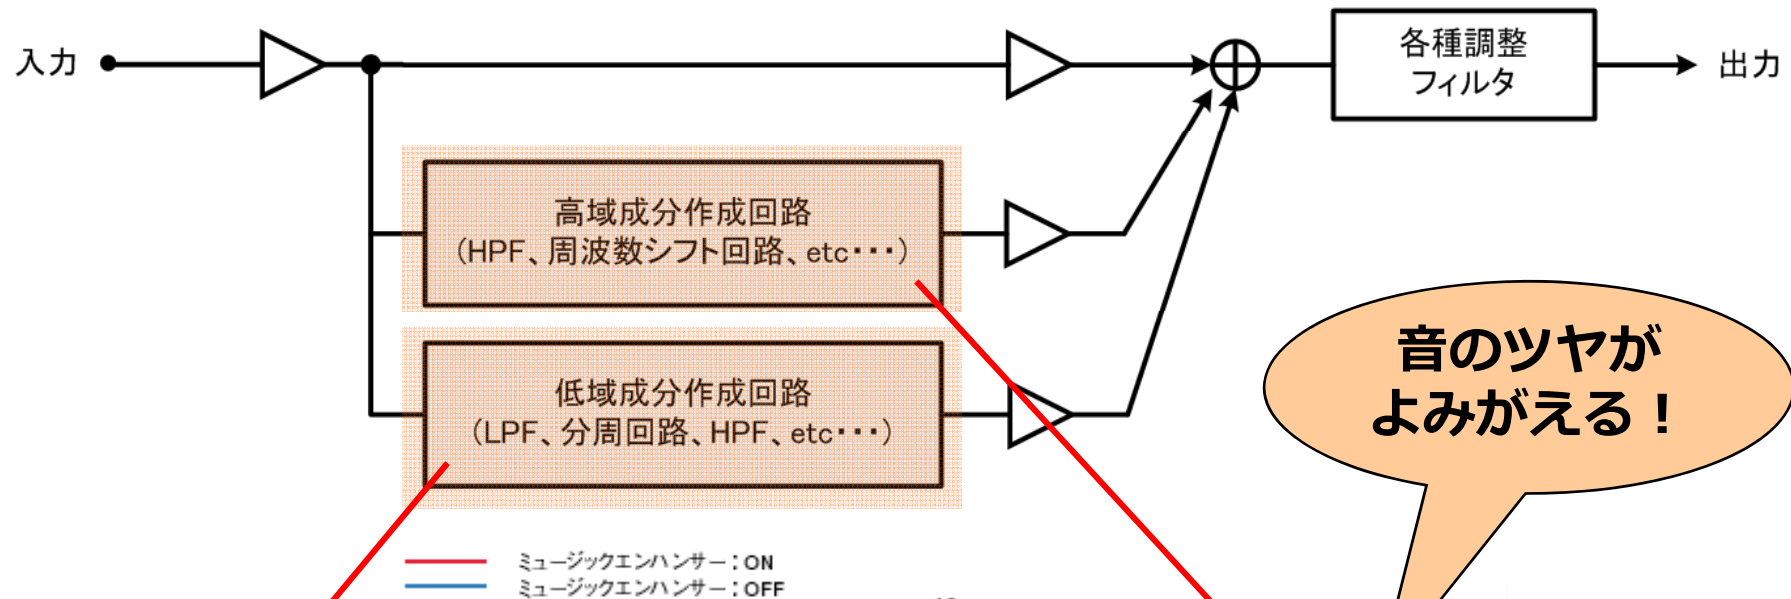 入力
各種調整
フィルタ
出力
高域成分作成回路
(HPF、周波数シフト回路、etc・・・)
低域成分作成回路
(LPF、分周回路、HPF、etc・・・)
音のツヤが
よみがえる！
ミュージックエンハンサー：ON
ミュージックエンハンサー：OFF